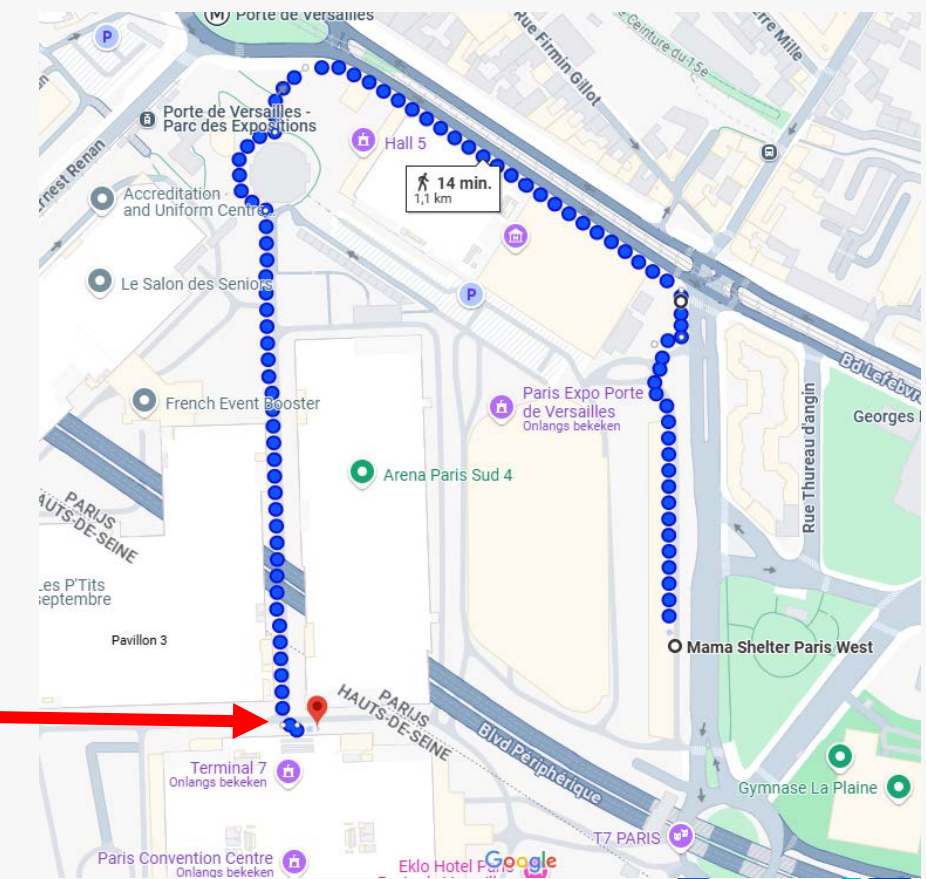 M Porte de Versailles
P
Rue Firmin Gillot
Ceinture du 15e
Porte de Versailles -
Parc des Expositions
Hall 5
14 min.
1,1 km
Accreditation
and Uniform Centre
Le Salon des Seniors
P
French Event Booster
Paris Expo Porte
de Versailles
Onlangs bekeken
Bd Lefebvre
Georges
Rue Thureau d'angin
Arena Paris Sud 4
PARIJS
HAUTS-DE-SEINE
Les P'Tits
septembre
Pavillon 3
Mama Shelter Paris West
PARIJS
HAUTS-DE-SEINE
Blvd Périphérique
Terminal 7
Onlangs bekeken
Gymnase La Plaine
T7 PARIS
Paris Convention Centre
Onlangs bekeken
Eklo Hotel Paris
Google